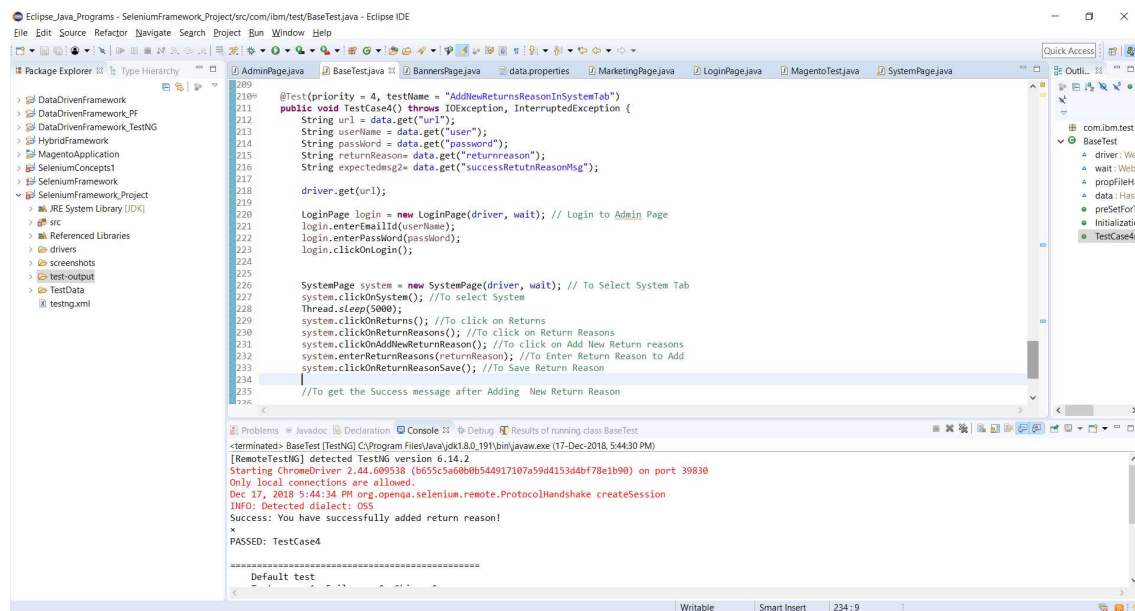 Eclipse_Java_Programs - SeleniumFramework_Project/src/com/ibm/test/BaseTest.java - Eclipse IDE
File Edit Source Refactor Navigate Search Project Run Window Help
Quick Access
Package Explorer Type Hierarchy
AdminPage.java BaseTest.java BannersPage.java data.properties MarketingPage.java LoginPage.java MagentoTest.java SystemPage.java
Outli...
DataDrivenFramework
DataDrivenFramework_PF
DataDrivenFramework_TestNG
HybridFramework
MagentoApplication
SeleniumConcepts1
SeleniumFramework
SeleniumFramework_Project
JRE System Library [JDK]
src
Referenced Libraries
drivers
screenshots
test-output
TestData
testng.xml
209
210 @Test(priority = 4, testName = "AddNewReturnsReasonInSystemTab")
211 public void TestCase4() throws IOException, InterruptedException {
212 String url = data.get("url");
213 String userName = data.get("user");
214 String passWord = data.get("password");
215 String returnReason= data.get("returnreason");
216 String expectedmsg2= data.get("successRetutnReasonMsg");
217
218 driver.get(url);
219
220 LoginPage login = new LoginPage(driver, wait); // Login to Admin Page
221 login.enterEmailId(userName);
222 login.enterPassWord(passWord);
223 login.clickOnLogin();
224
225
226 SystemPage system = new SystemPage(driver, wait); // To Select System Tab
227 system.clickOnSystem(); //To select System
228 Thread.sleep(5000);
229 system.clickOnReturns(); //To click on Returns
230 system.clickOnReturnReasons(); //To click on Return Reasons
231 system.clickOnAddNewReturnReason(); //To click on Add New Return reasons
232 system.enterReturnReasons(returnReason); //To Enter Return Reason to Add
233 system.clickOnReturnReasonSave(); //To Save Return Reason
234
235 //To get the Success message after Adding New Return Reason
236
com.ibm.test
BaseTest
driver : We
wait : Web
propFileHa
data : Has
preSetForT
Initializati
TestCase4(
Problems Javadoc Declaration Console Debug Results of running class BaseTest
<terminated> BaseTest [TestNG] C:\Program Files\Java\jdk1.8.0_191\bin\javaw.exe (17-Dec-2018, 5:44:30 PM)
[RemoteTestNG] detected TestNG version 6.14.2
Starting ChromeDriver 2.44.609538 (b655c5a60b0b544917107a59d4153d4bf78e1b90) on port 39830
Only local connections are allowed.
Dec 17, 2018 5:44:34 PM org.openqa.selenium.remote.ProtocolHandshake createSession
INFO: Detected dialect: OSS
Success: You have successfully added return reason!
×
PASSED: TestCase4
===============================================
Default test
Writable Smart Insert 234 : 9